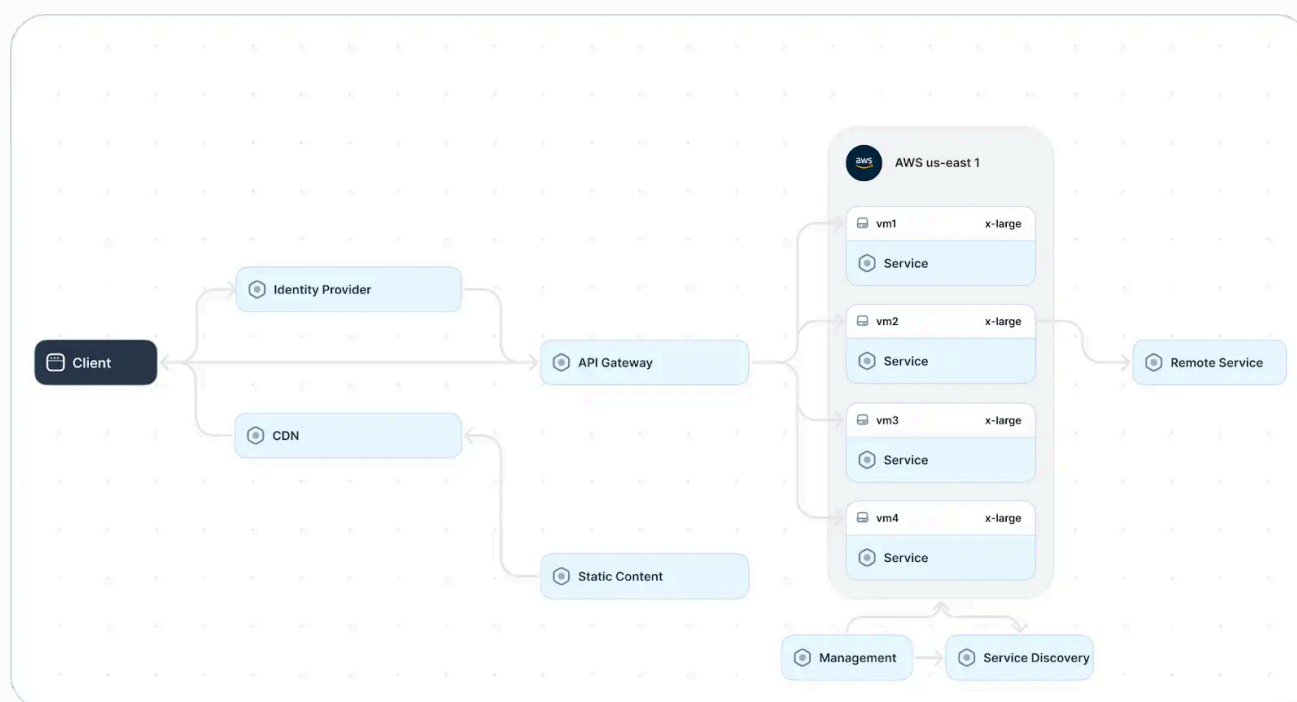 aws
AWS us-east 1
vm1 x-large
Service
Identity Provider
vm2 x-large
Client
API Gateway
Service
Remote Service
vm3 x-large
CDN
Service
vm4 x-large
Service
Static Content
Management
Service Discovery